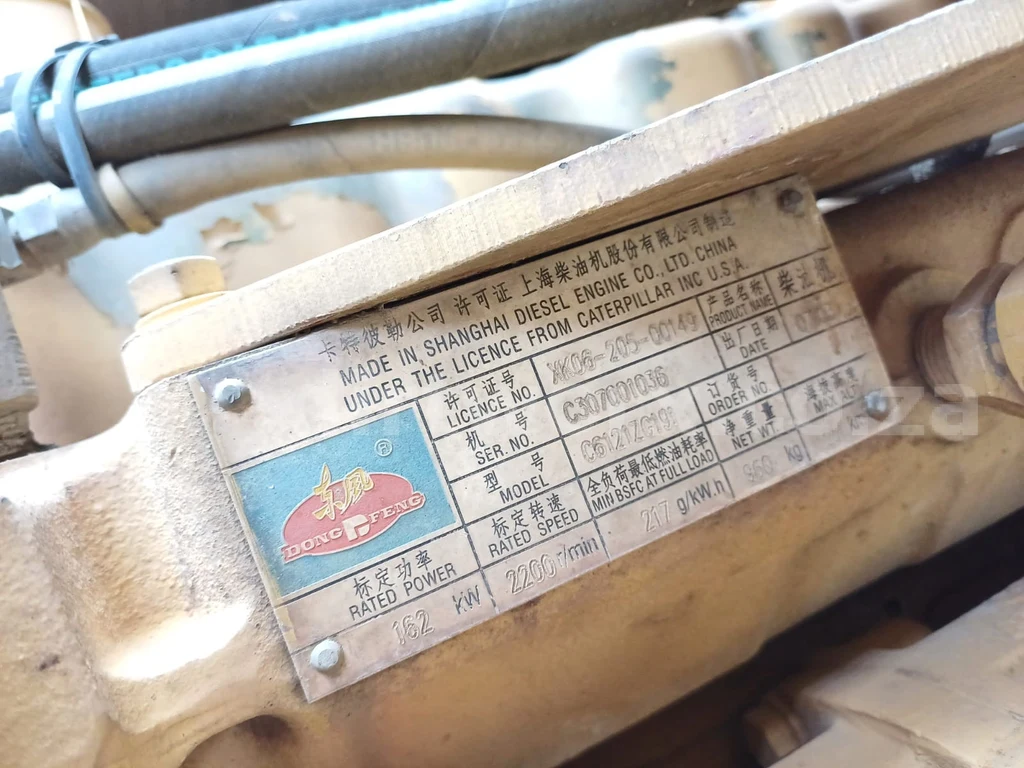 卡特彼勒公司 许可证 上海柴油机股份有限公司制造
MADE IN SHANGHAI DIESEL ENGINE CO., LTD. CHINA
UNDER THE LICENCE FROM CATERPILLAR INC U.S.A.
许可证号 XK06-205-00149 产品名称 柴油机
LICENCE NO. PRODUCT NAME
机 号 C307001036 出厂日期
SER. NO. DATE
型 号 订货号
MODEL ORDER NO
东风 ®
DONG FENG
标定功率 标定转速 全负荷最低燃油耗率 净重量
RATED POWER RATED SPEED MIN BSFC AT FULL LOAD NET WT. MAX ALT
162 kW 2200 r/min 217 g/kW.h 960 kg